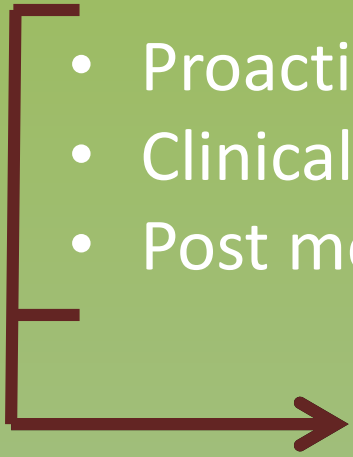 • Proacti
• Clinical
• Post m